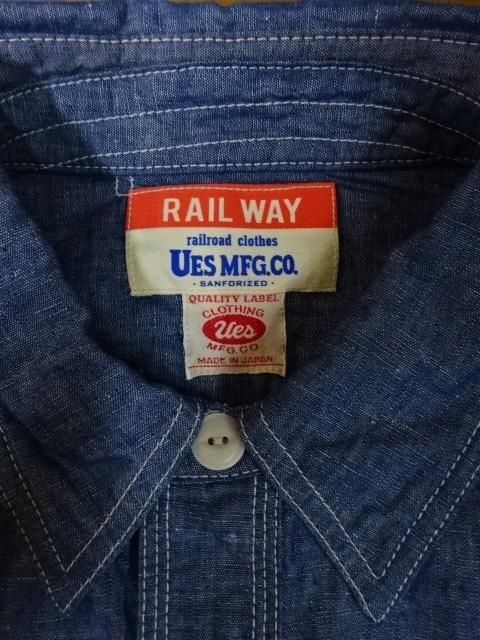 RAIL WAY
railroad clothes
UES MFG.CO.
· SANFORIZED ·
QUALITY LABEL
CLOTHING
Ues
MFG.CO.
MADE IN JAPAN